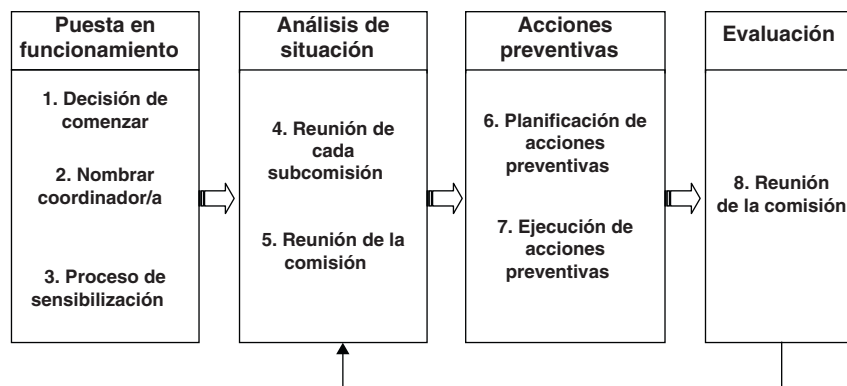 Puesta en
funcionamiento
1. Decisión de
comenzar
2. Nombrar
coordinador/a
3. Proceso de
sensibilización
Análisis de
situación
4. Reunión de
cada
subcomisión
5. Reunión de la
comisión
Acciones
preventivas
6. Planificación de
acciones
preventivas
7. Ejecución de
acciones
preventivas
Evaluación
8. Reunión
de la comisión